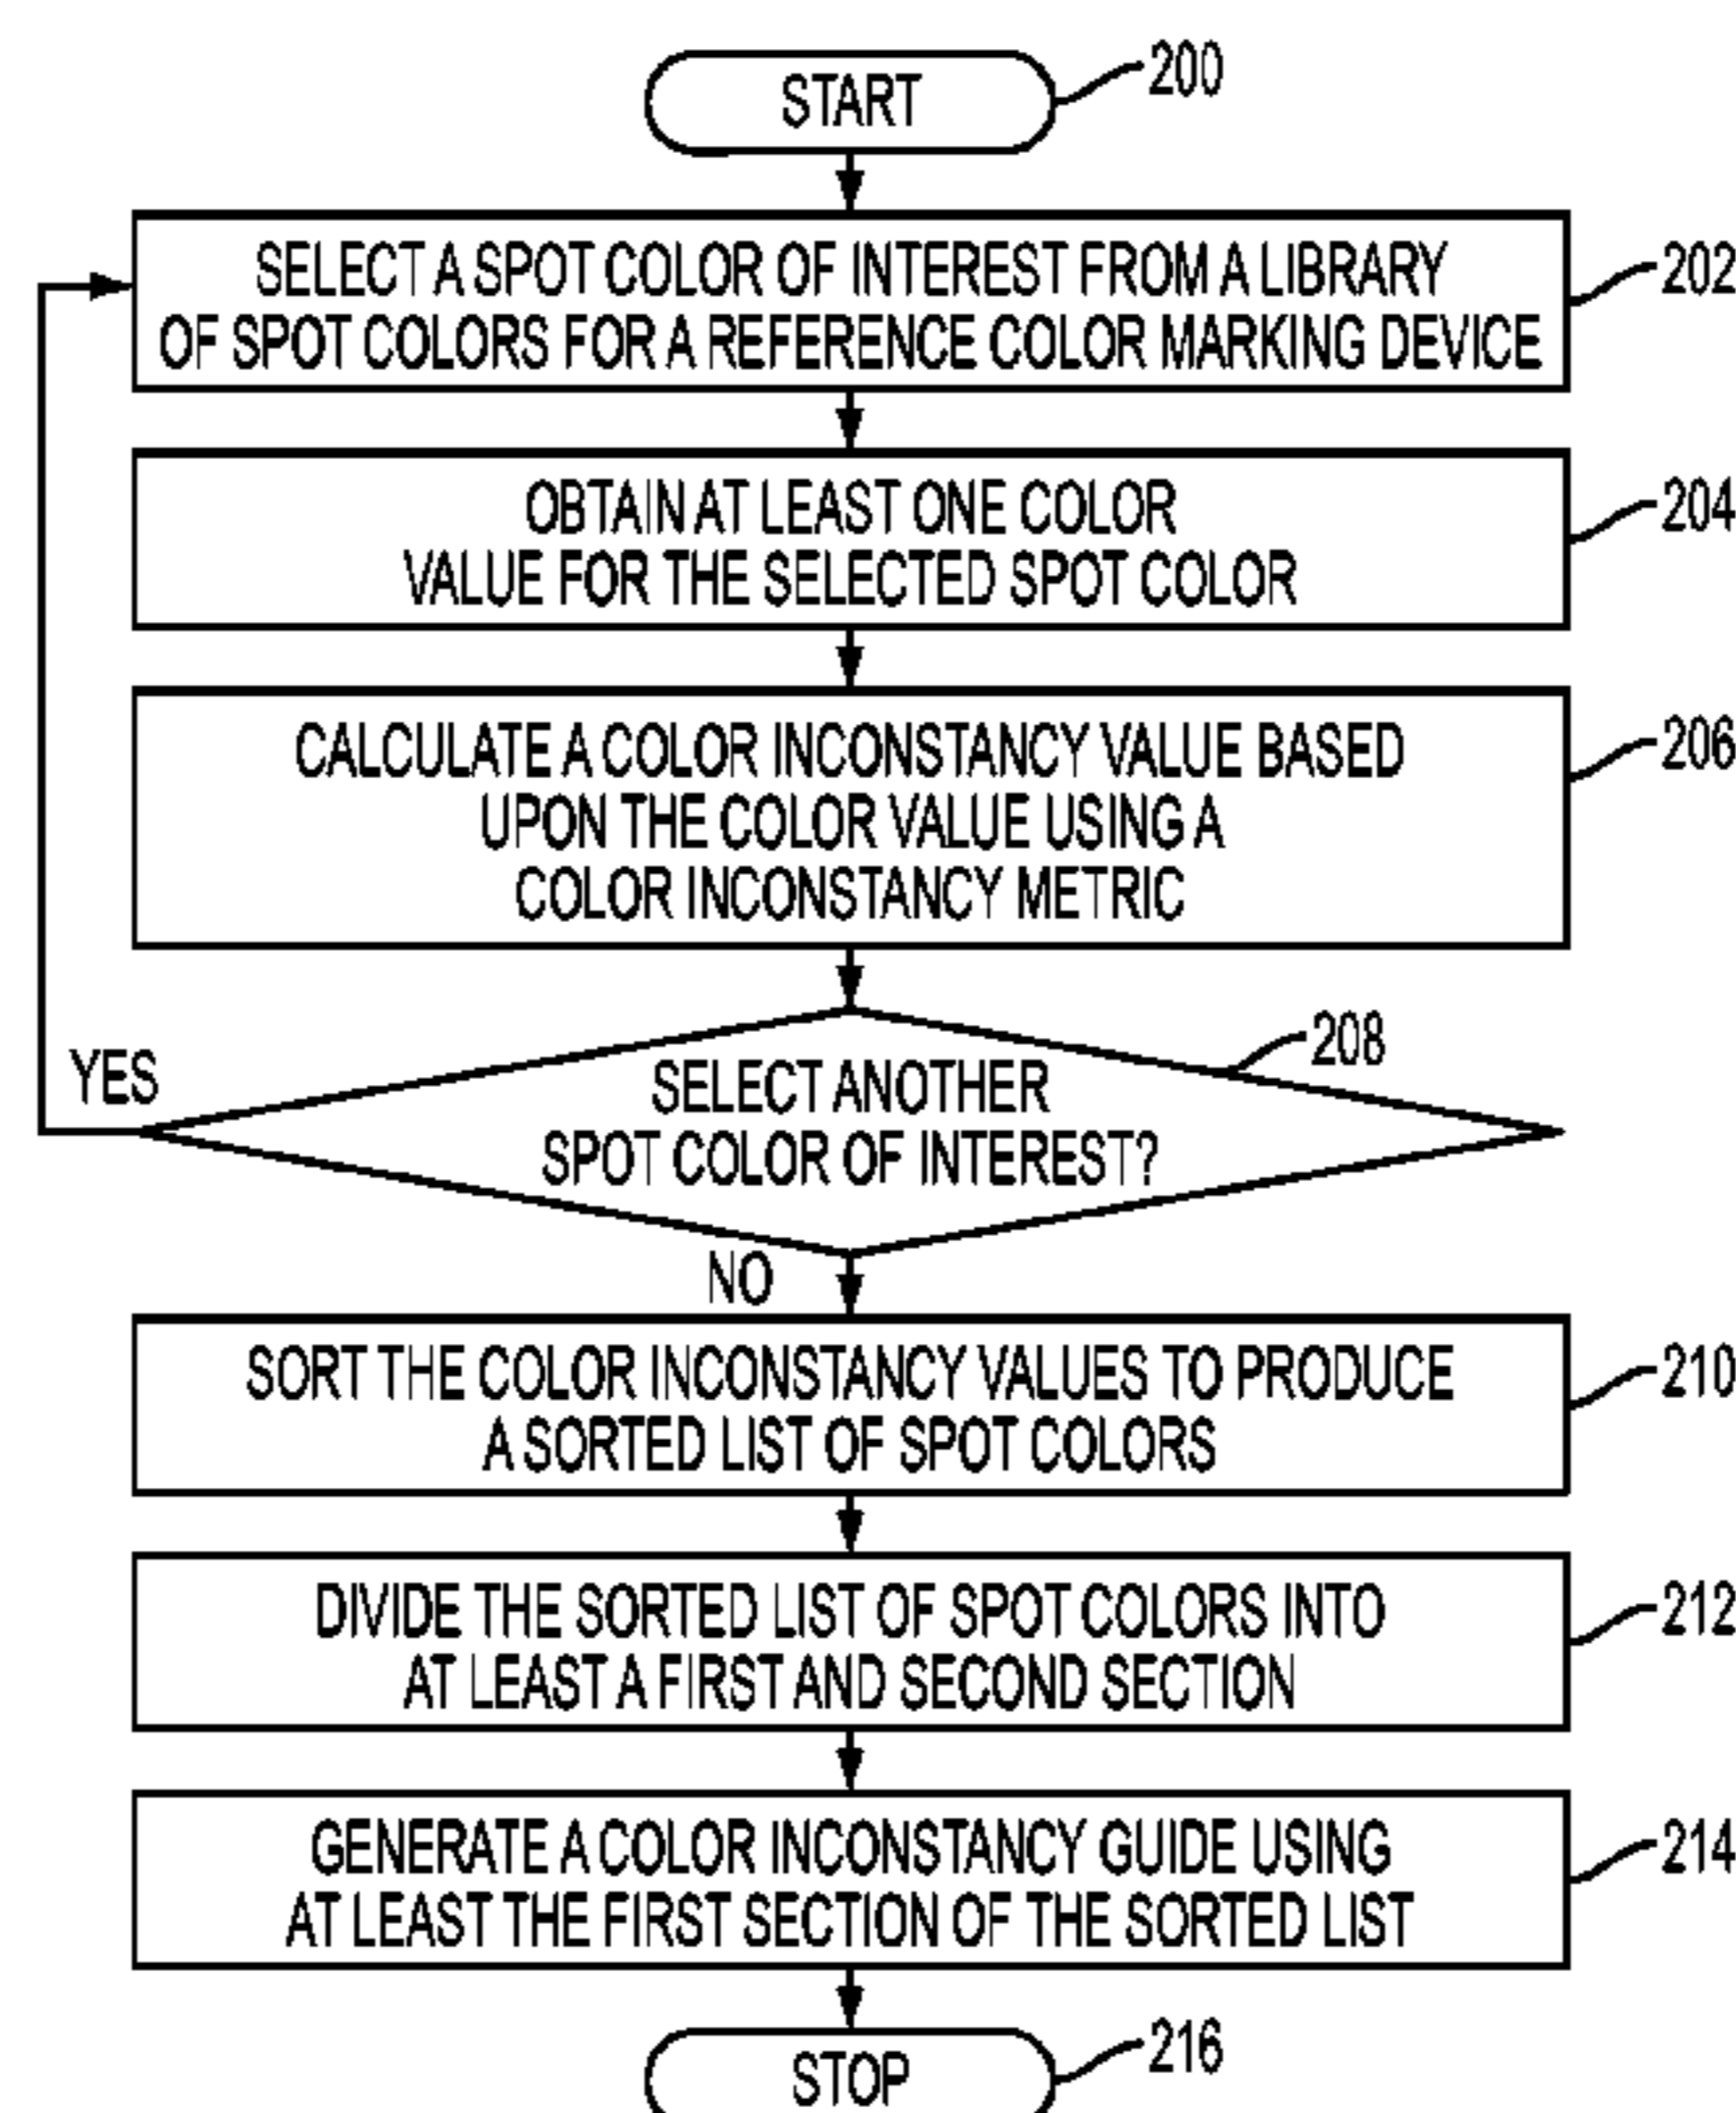 START
200
SELECT A SPOT COLOR OF INTEREST FROM A LIBRARY
OF SPOT COLORS FOR A REFERENCE COLOR MARKING DEVICE
202
OBTAIN AT LEAST ONE COLOR
VALUE FOR THE SELECTED SPOT COLOR
204
CALCULATE A COLOR INCONSTANCY VALUE BASED
UPON THE COLOR VALUE USING A
COLOR INCONSTANCY METRIC
206
SELECT ANOTHER
SPOT COLOR OF INTEREST?
208
YES
NO
SORT THE COLOR INCONSTANCY VALUES TO PRODUCE
A SORTED LIST OF SPOT COLORS
210
DIVIDE THE SORTED LIST OF SPOT COLORS INTO
AT LEAST A FIRST AND SECOND SECTION
212
GENERATE A COLOR INCONSTANCY GUIDE USING
AT LEAST THE FIRST SECTION OF THE SORTED LIST
214
STOP
216